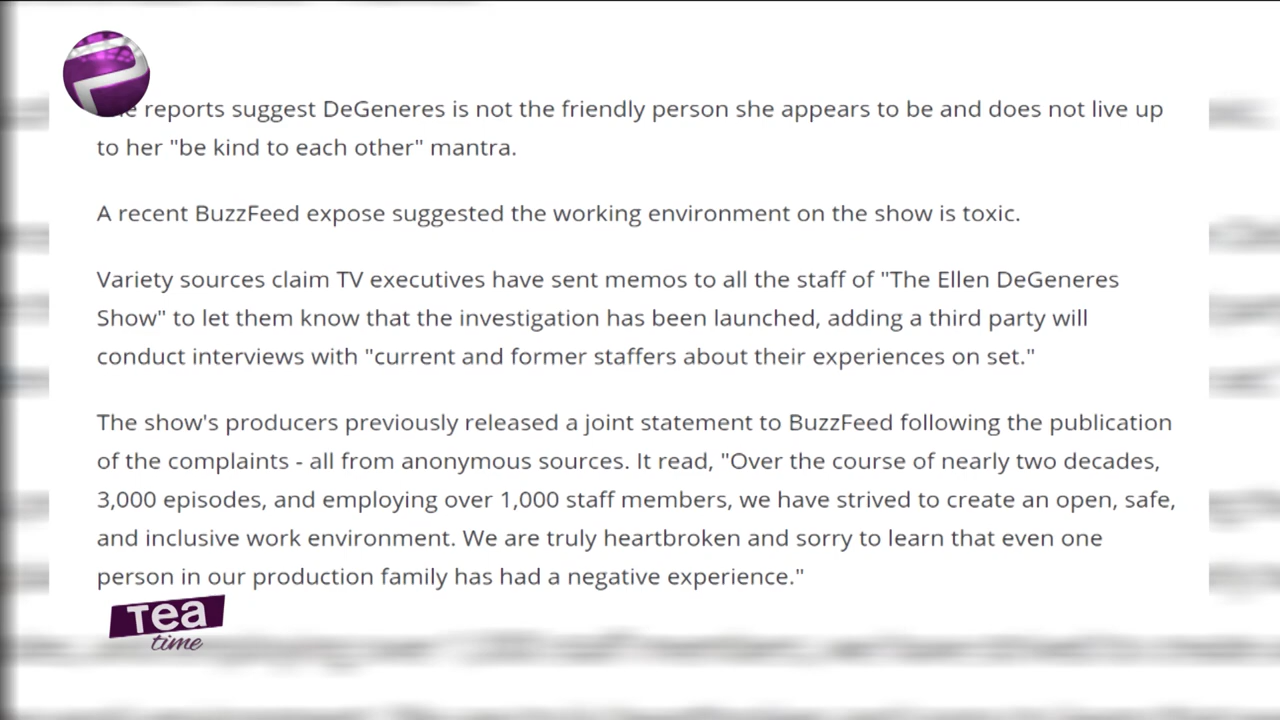 reports suggest DeGeneres is not the friendly person she appears to be and does not live up
to her "be kind to each other" mantra.
A recent BuzzFeed expose suggested the working environment on the show is toxic.
Variety sources claim TV executives have sent memos to all the staff of "The Ellen DeGeneres
Show" to let them know that the investigation has been launched, adding a third party will
conduct interviews with "current and former staffers about their experiences on set."
The show's producers previously released a joint statement to BuzzFeed following the publication
of the complaints - all from anonymous sources. It read, "Over the course of nearly two decades,
3,000 episodes, and employing over 1,000 staff members, we have strived to create an open, safe,
and inclusive work environment. We are truly heartbroken and sorry to learn that even one
person in our production family has had a negative experience."
Tea
time